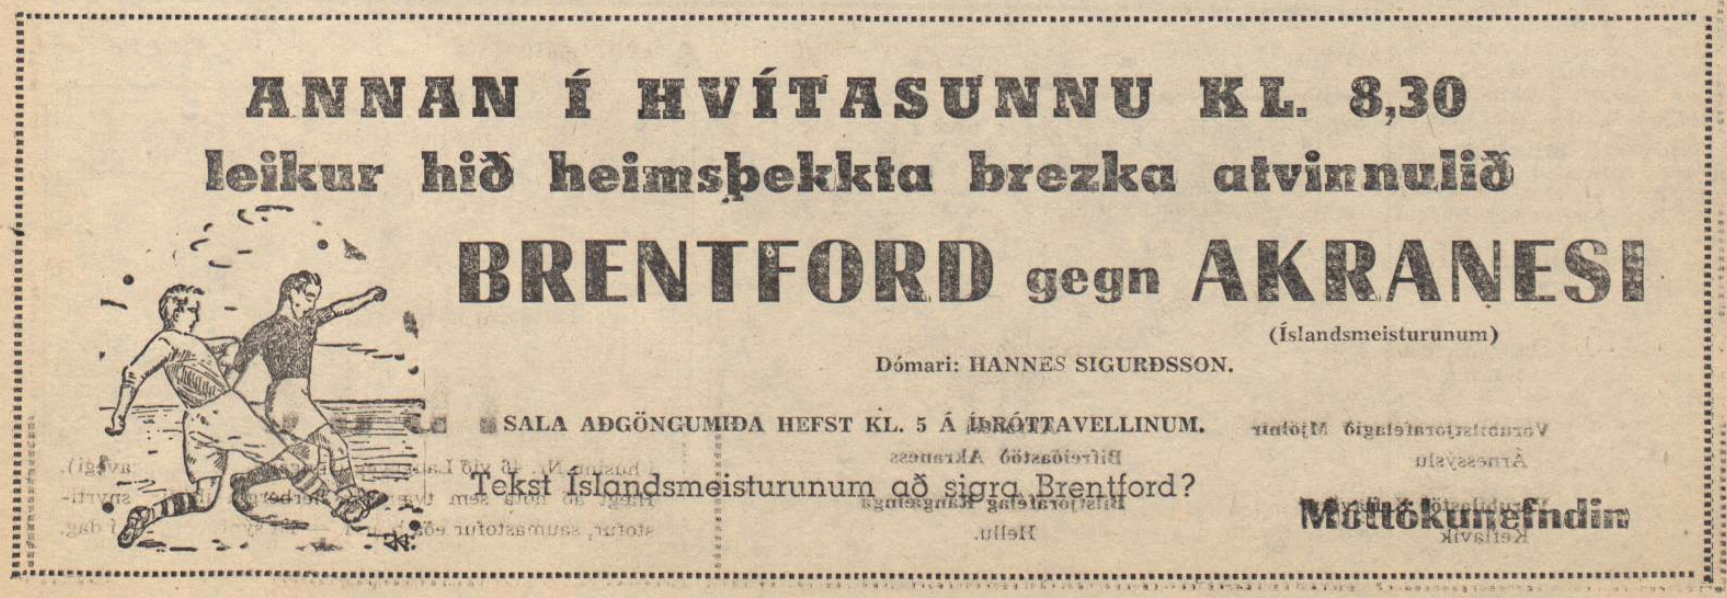 ANNAN Í HVÍTASUNNU KL. 8,30
leikur hið heimsþekkta brezka atvinnulið
BRENTFORD gegn AKRANESI
(Íslandsmeisturunum)
Dómari: HANNES SIGURÐSSON.
SALA AÐGÖNGUMIÐA HEFST KL. 5 Á ÍÞRÓTTAVELLINUM.
Tekst Íslandsmeisturunum að sigra Brentford?
Móttökunefndin